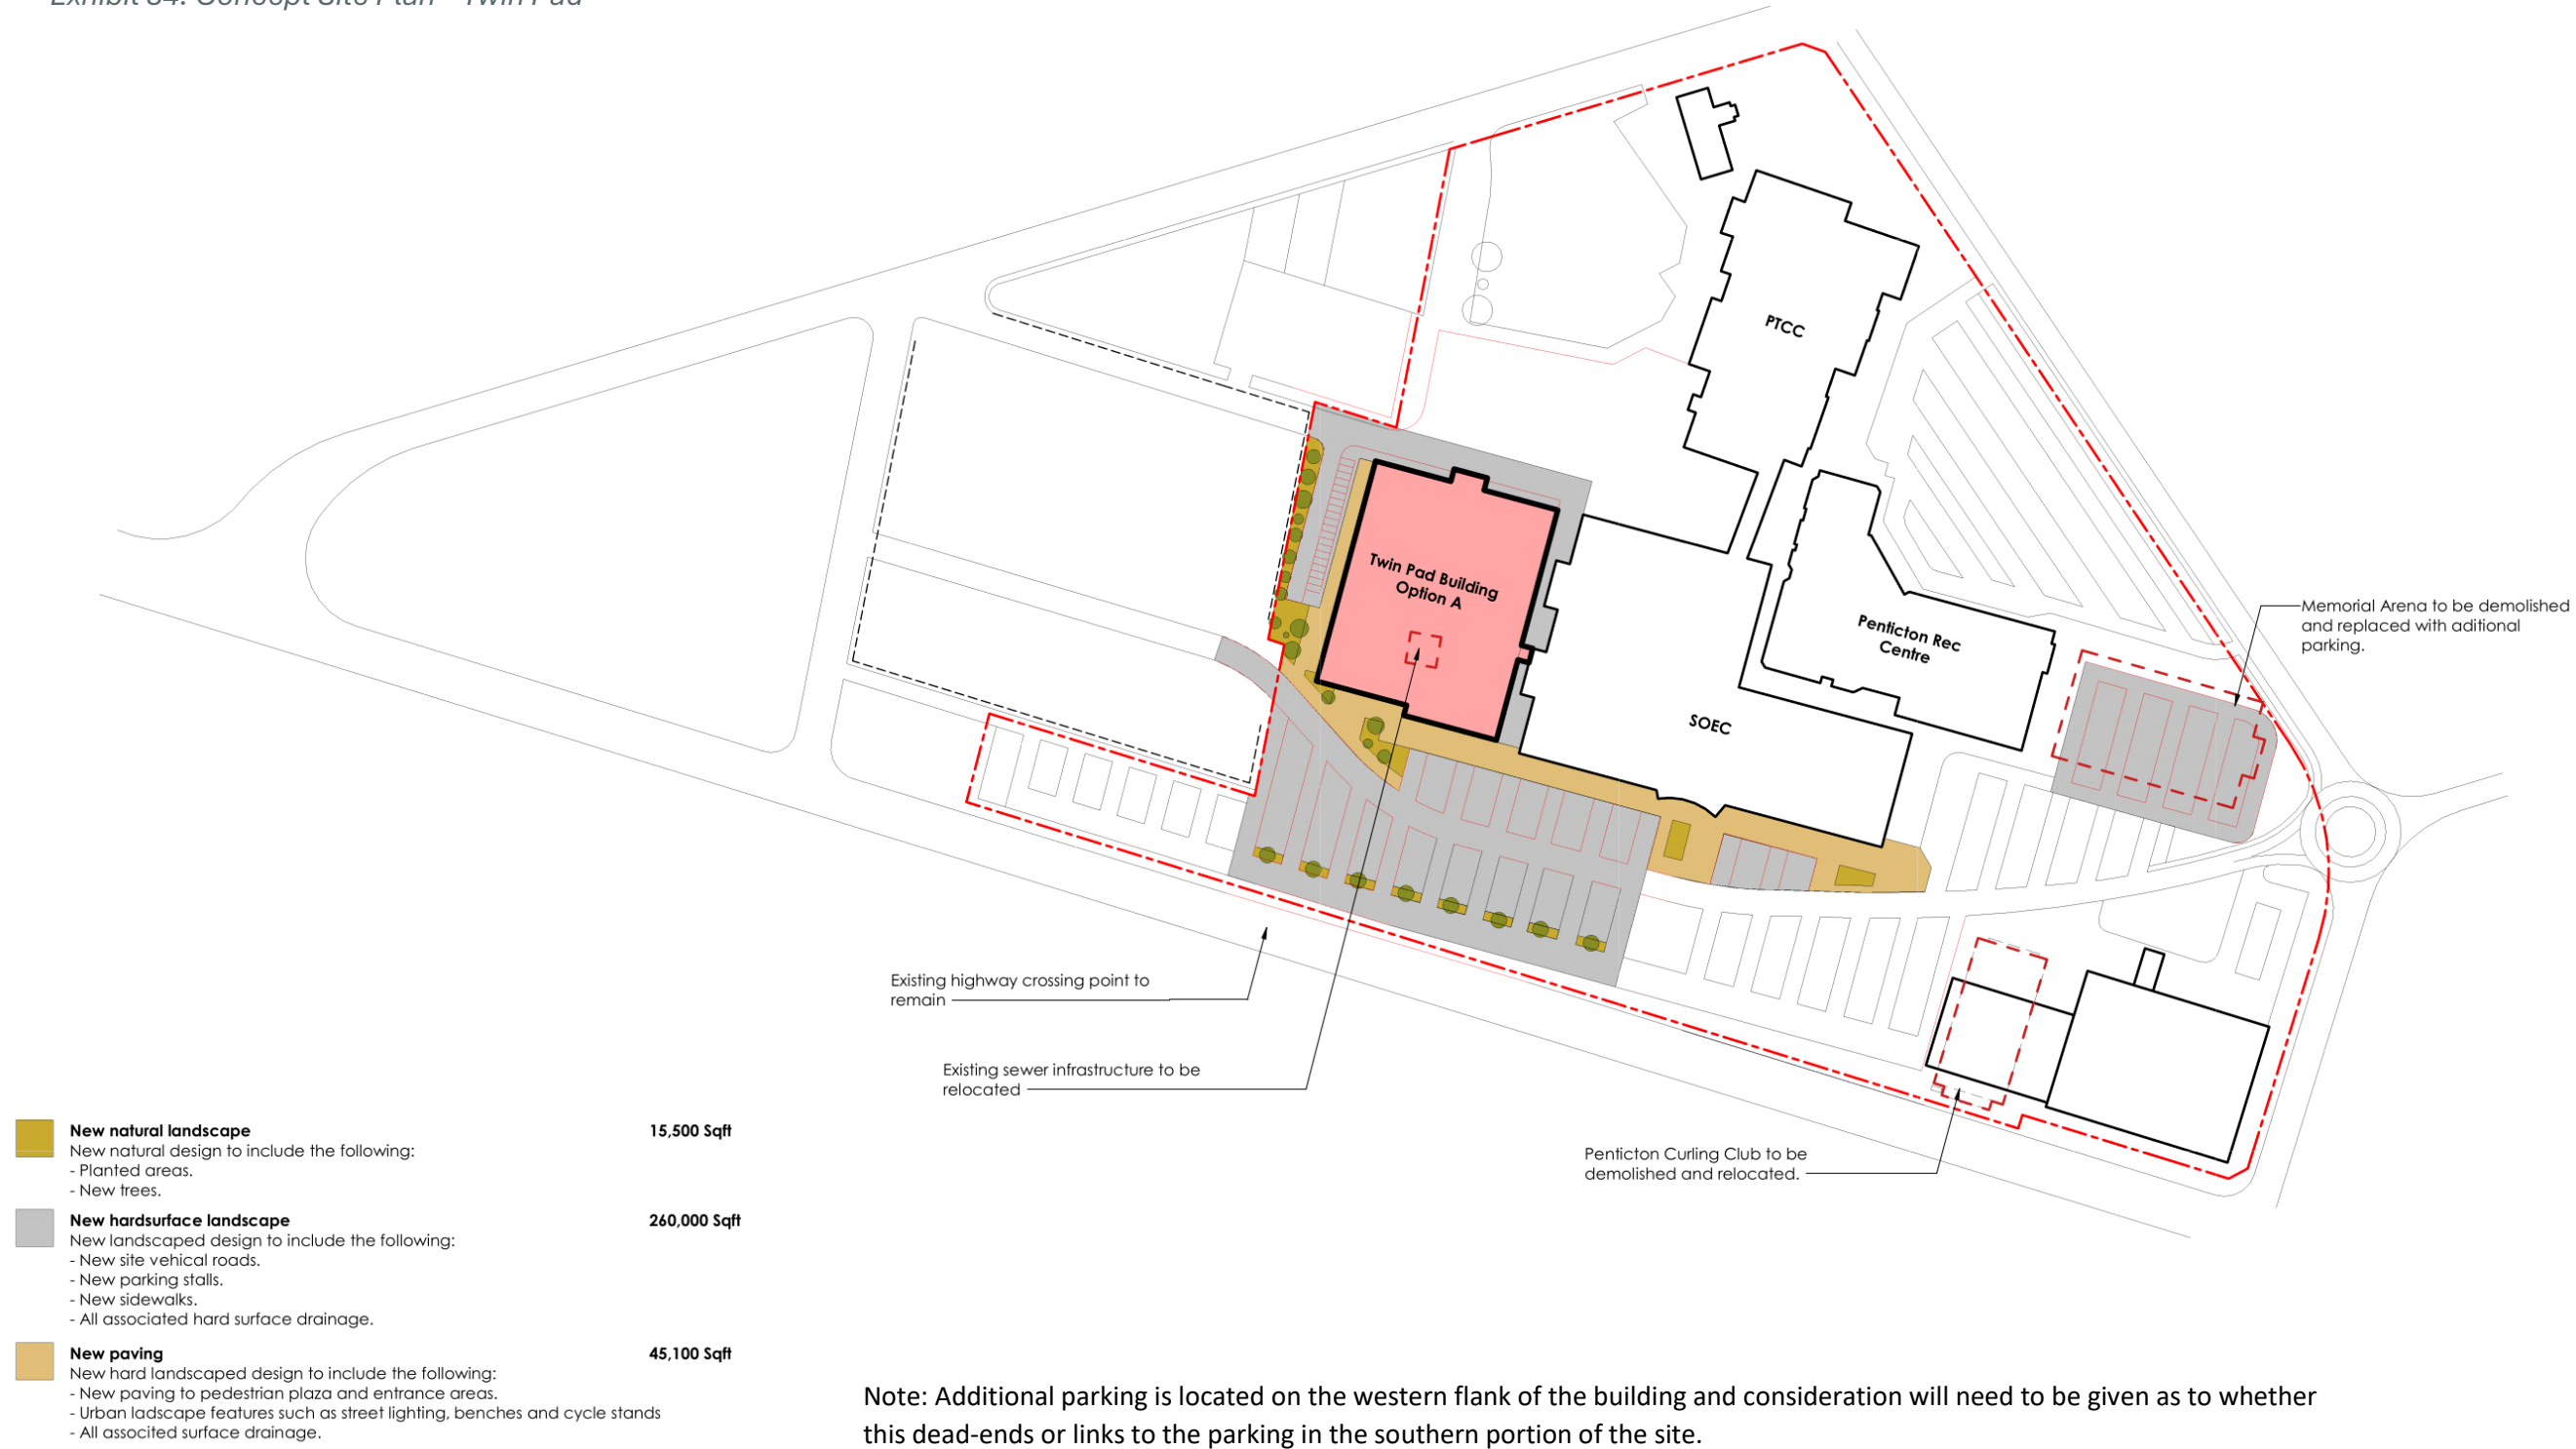 Exhibit 34: Concept Site Plan – Twin Pad
PTCC
Twin Pad Building
Option A
Penticton Rec
Centre
SOEC
Memorial Arena to be demolished
and replaced with aditional
parking.
Existing highway crossing point to
remain
Existing sewer infrastructure to be
relocated
Penticton Curling Club to be
demolished and relocated.
New natural landscape 15,500 Sqft
New natural design to include the following:
- Planted areas.
- New trees.
New hardsurface landscape 260,000 Sqft
New landscaped design to include the following:
- New site vehical roads.
- New parking stalls.
- New sidewalks.
- All associated hard surface drainage.
New paving 45,100 Sqft
New hard landscaped design to include the following:
- New paving to pedestrian plaza and entrance areas.
- Urban ladscape features such as street lighting, benches and cycle stands
- All associted surface drainage.
Note: Additional parking is located on the western flank of the building and consideration will need to be given as to whether
this dead-ends or links to the parking in the southern portion of the site.